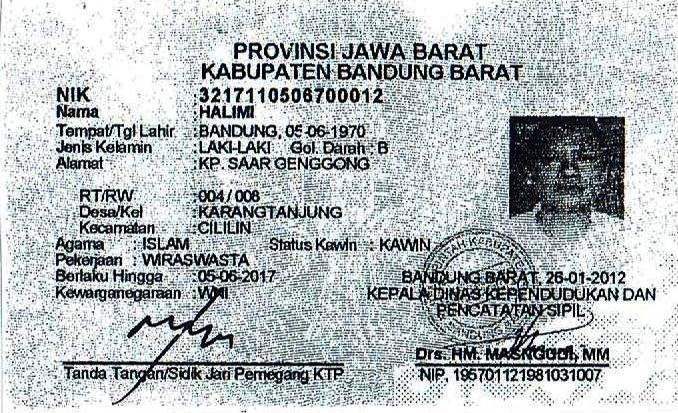 PROVINSI JAWA BARAT
KABUPATEN BANDUNG BARAT
NIK : 3217110506700012
Nama : HALIMI
Tempat/Tgl Lahir : BANDUNG, 05-06-1970
Jenis Kelamin : LAKI-LAKI Gol. Darah : B
Alamat : KP. SAAR GENGGONG
RT/RW : 004 / 008
Desa/Kel : KARANGTANJUNG
Kecamatan : CILILIN
Agama : ISLAM Status Kawin : KAWIN
Pekerjaan : WIRASWASTA
Berlaku Hingga : 05-06-2017
Kewarganegaraan : WNI
BANDUNG BARAT, 26-01-2012
KEPALA DINAS KEPENDUDUKAN DAN
PENCATATAN SIPIL
Drs. HM. MASNGUDI, MM
NIP. 195701121981031007
Tanda Tangan/Sidik Jari Pemegang KTP